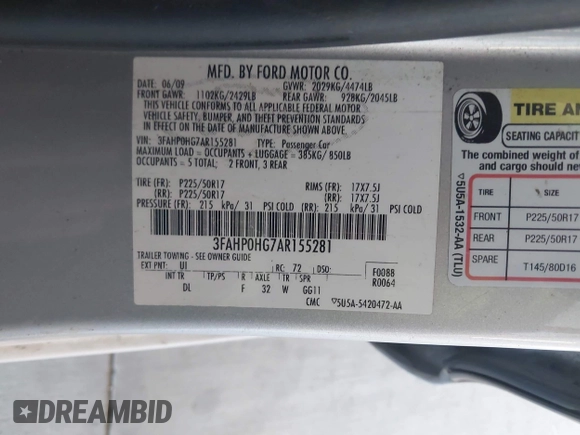 MFD. BY FORD MOTOR CO.
DATE: 06/09 GVWR: 2029KG/4474LB
FRONT GAWR: 1102KG/2429LB REAR GAWR: 928KG/2045LB
THIS VEHICLE CONFORMS TO ALL APPLICABLE FEDERAL MOTOR
VEHICLE SAFETY, BUMPER, AND THEFT PREVENTION STANDARDS
IN EFFECT ON THE DATE OF MANUFACTURE SHOWN ABOVE.
VIN: 3FAHP0HG7AR155281 TYPE: Passenger Car
MAXIMUM LOAD = OCCUPANTS + LUGGAGE = 385KG/850LB
OCCUPANTS = 5 TOTAL: 2 FRONT, 3 REAR
TIRE (FR): P225/50R17 RIMS (FR): 17X7.5J
(RR): P225/50R17 (RR): 17X7.5J
PRESSURE (FR): 215 kPa/ 31 PSI COLD (RR): 215 kPa/ 31 PSI COLD
3FAHP0HG7AR155281
TRAILER TOWING - SEE OWNER GUIDE
EXT PNT: UI RC: 72 DSO: F0088
INT TR TP/PS R AXLE TR SPR R0064
DL F 32 W GG11
CMC ▽5U5A-5420472-AA
TIRE AN
SEATING CAPACIT
The combined weight of
and cargo should ne
TIRE SIZE
FRONT P225/50R17
REAR P225/50R17
SPARE T145/80D16
▽5U5A-1532-AA (TLU)
DREAMBID